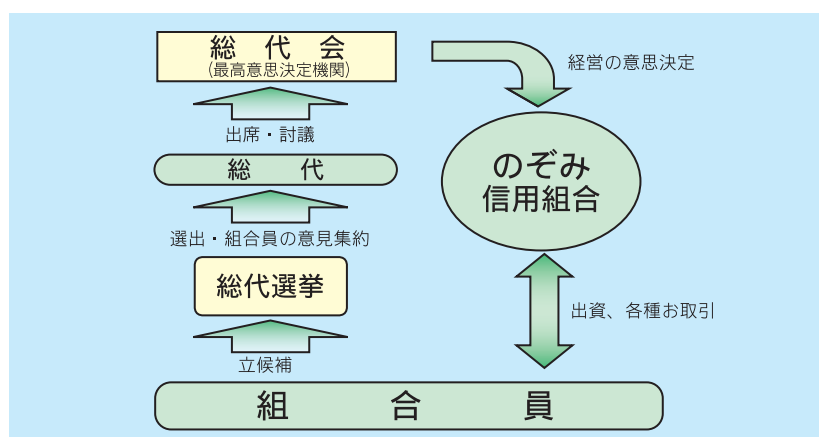 総代会
(最高意思決定機関)
経営の意思決定
出席・討議
総代
のぞみ
信用組合
選出・組合員の意見集約
総代選挙
出資、各種お取引
立候補
組合員